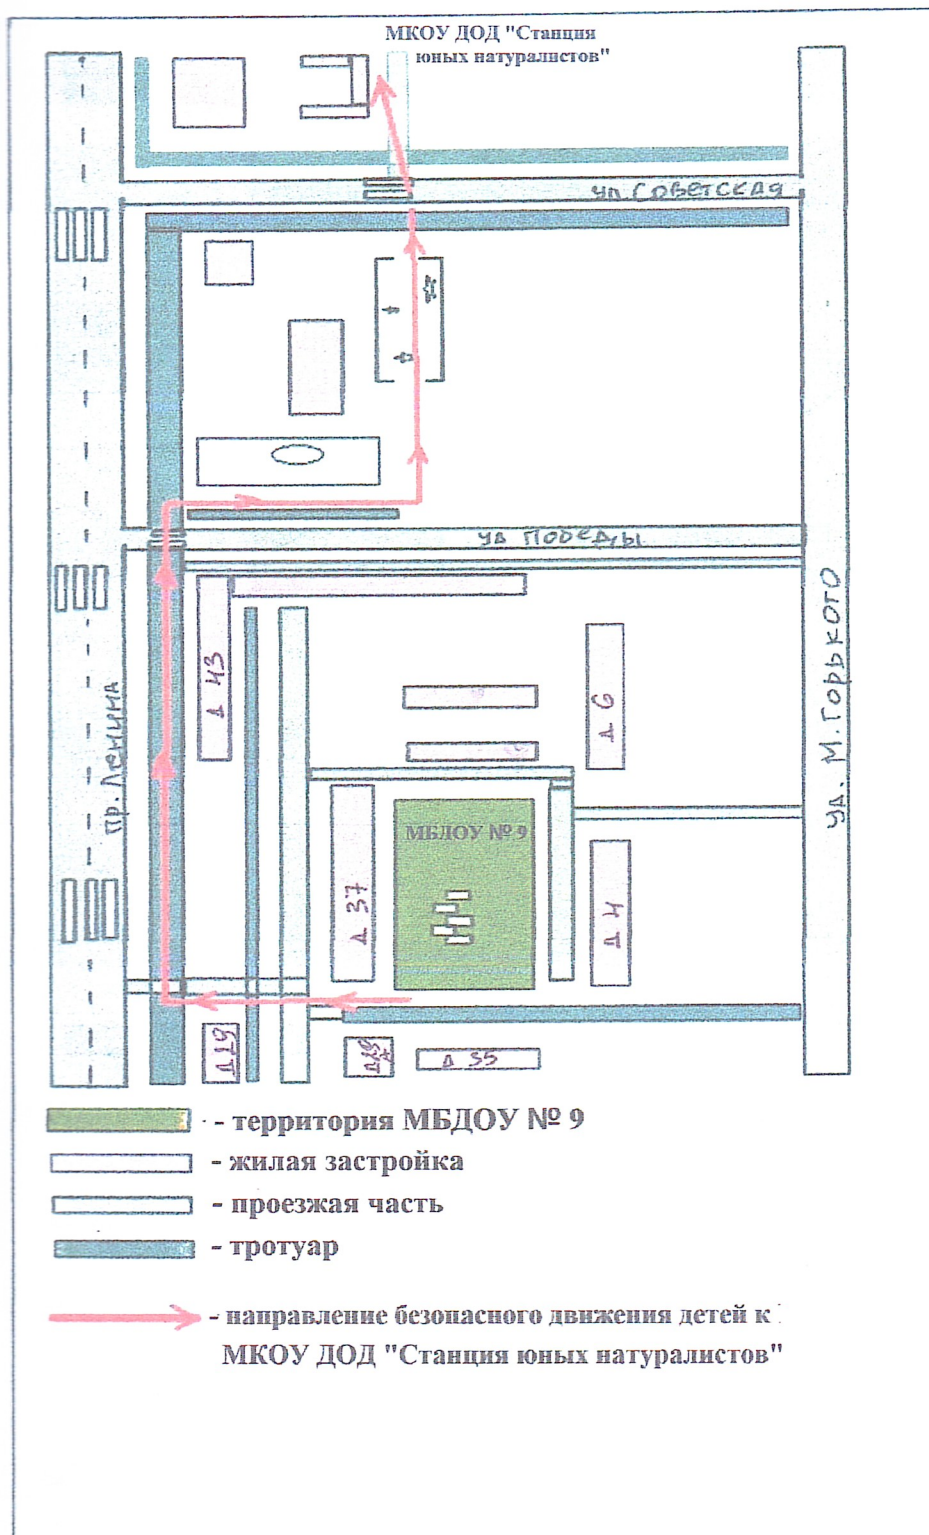 МКОУ ДОД "Станция
юных натуралистов"
ул. Советская
ул Победы
пр. Ленина
ул. М. Горького
д 43
д 6
МБДОУ № 9
д 37
д 4
д 29
д 35
- территория МБДОУ № 9
- жилая застройка
- проезжая часть
- тротуар
- направление безопасного движения детей к
МКОУ ДОД "Станция юных натуралистов"